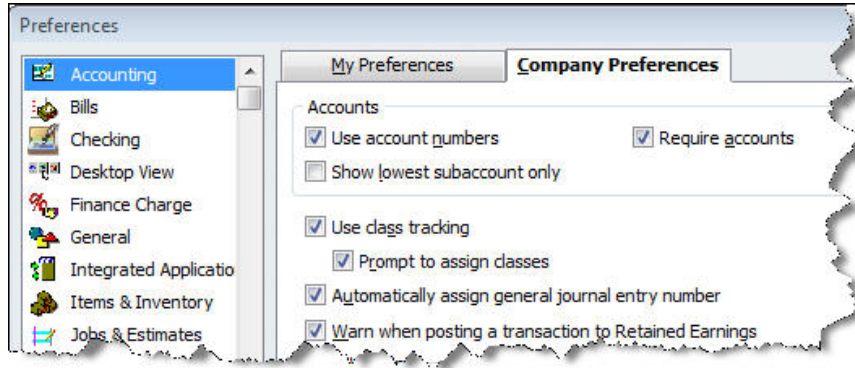 Preferences
Accounting
Bills
Checking
Desktop View
Finance Charge
General
Integrated Applicatio
Items & Inventory
Jobs & Estimates
My Preferences
Company Preferences
Accounts
Use account numbers
Require accounts
Show lowest subaccount only
Use class tracking
Prompt to assign classes
Automatically assign general journal entry number
Warn when posting a transaction to Retained Earnings